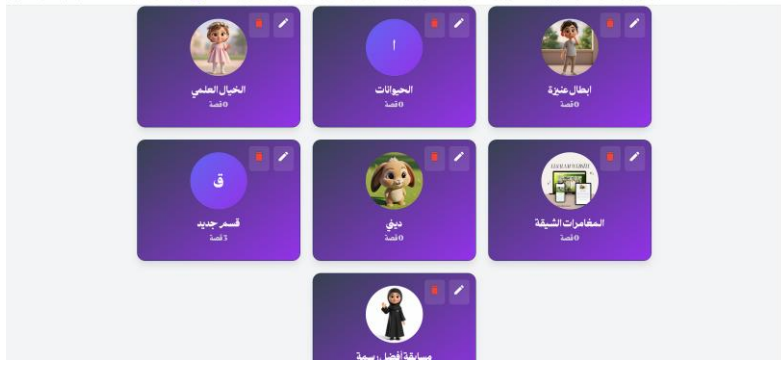 ابطال عنيزة
0 قصة
ا
الحيوانات
0 قصة
الخيال العلمي
0 قصة
المغامرات الشيقة
0 قصة
ديني
0 قصة
ق
قسم جديد
3 قصة
مسابقة أفضل رسمة